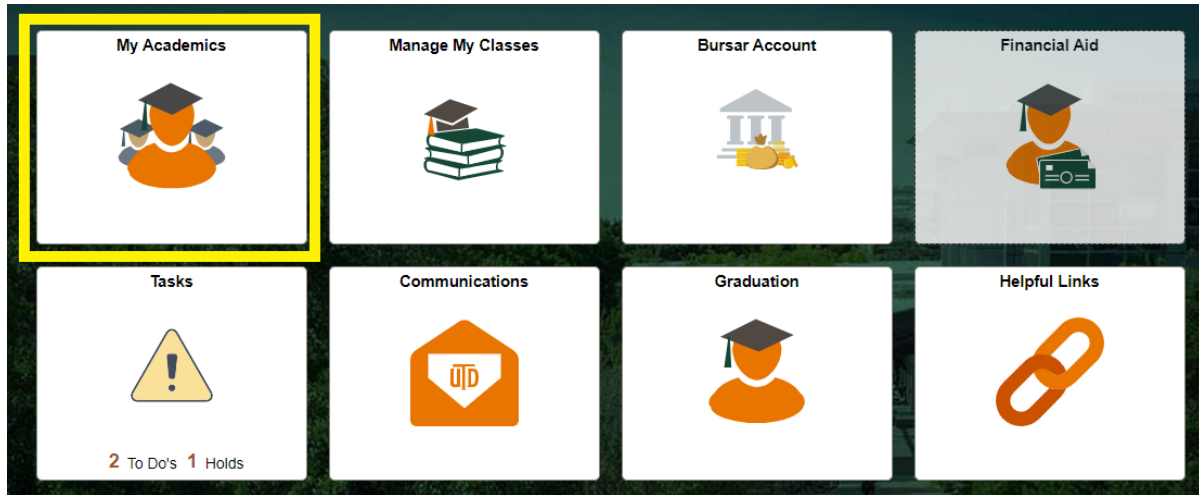 My Academics
Manage My Classes
Bursar Account
Financial Aid
Tasks
2 To Do's 1 Holds
Communications
UTD
Graduation
Helpful Links